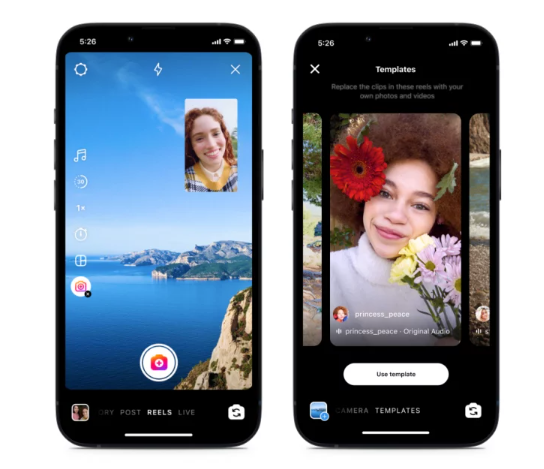 5:26
1×
DRY POST REELS LIVE
5:26
Templates
Replace the clips in these reels with your
own photos and videos
princess_peace
princess_peace · Original Audio
Use template
CAMERA TEMPLATES